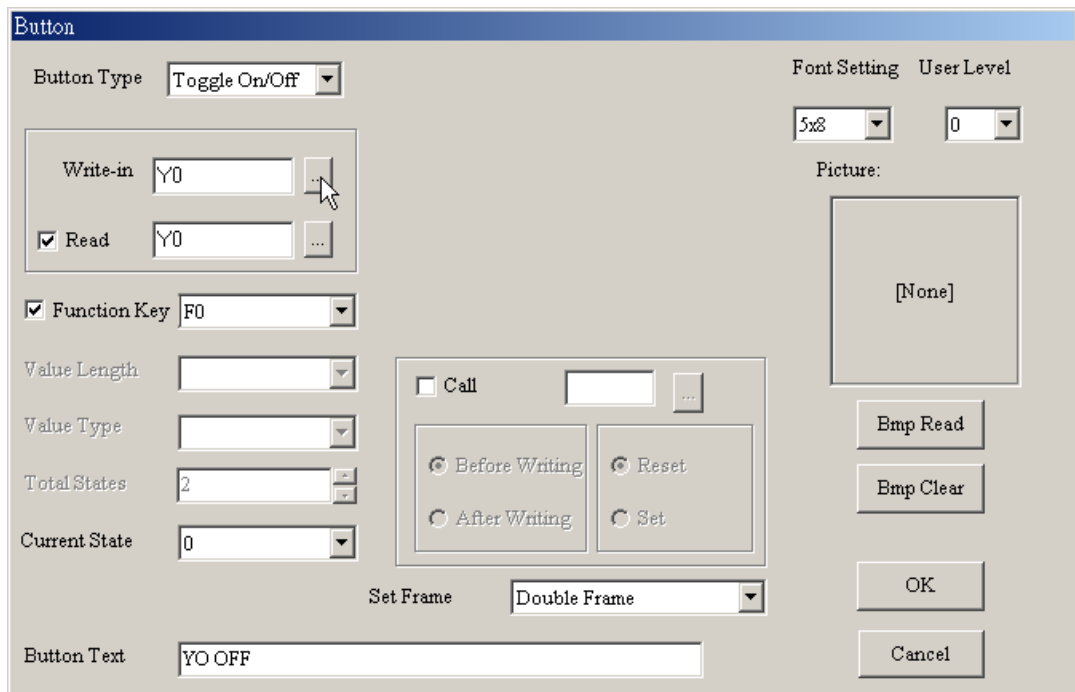 Button
Button Type Toggle On/Off
Font Setting User Level
5x8 0
Write-in Y0 ...
Picture:
Read Y0 ...
[None]
Function Key F0
Value Length
Call ...
Value Type
Bmp Read
Before Writing Reset
Total States 2
Bmp Clear
After Writing Set
Current State 0
OK
Set Frame Double Frame
Button Text YO OFF
Cancel